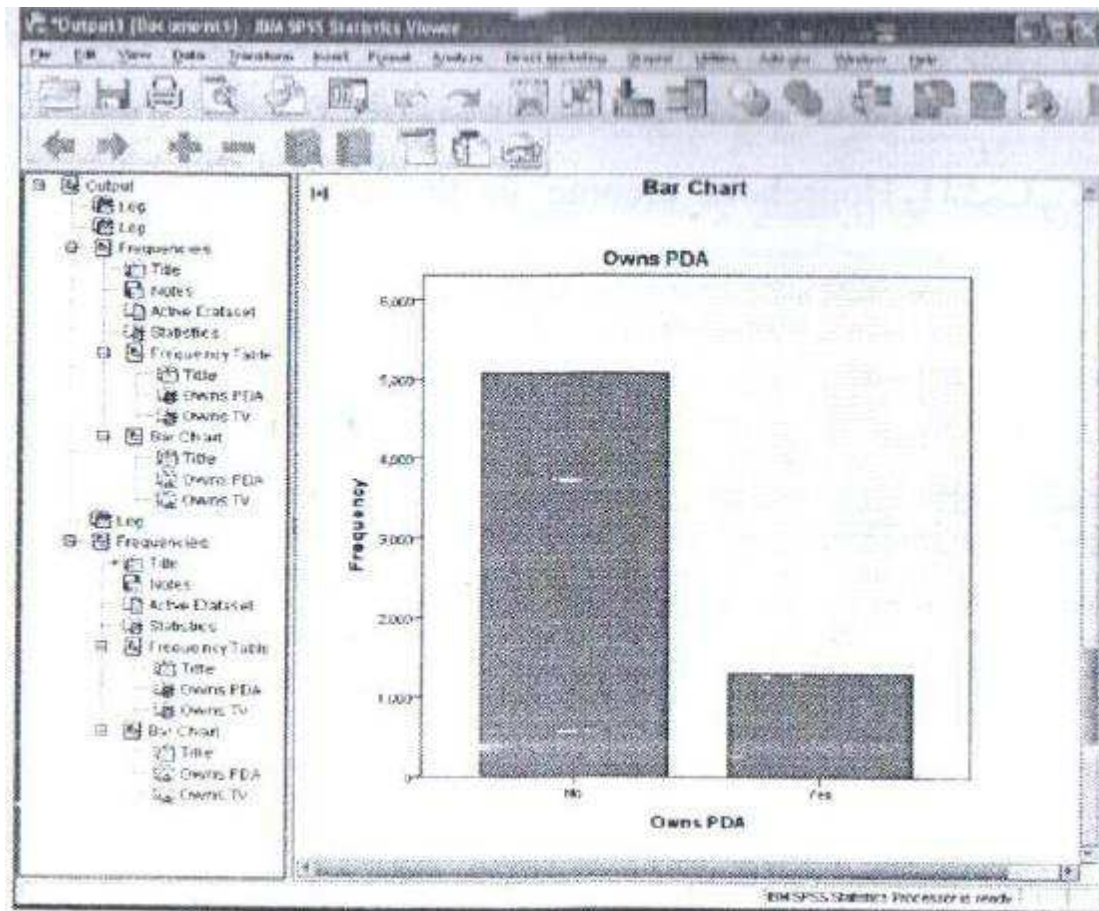 *Output1 [Document1] - IBM SPSS Statistics Viewer
File Edit View Data Transform Insert Format Analyze Direct Marketing Graphs Utilities Add-ons Window Help
Output
Log
Log
Frequencies
Title
Notes
Active Dataset
Statistics
Frequency Table
Title
Owns PDA
Owns TV
Bar Chart
Title
Owns PDA
Owns TV
Log
Frequencies
Title
Notes
Active Dataset
Statistics
Frequency Table
Title
Owns PDA
Owns TV
Bar Chart
Title
Owns PDA
Owns TV
Bar Chart
Owns PDA
Frequency
6,000
5,000
4,000
3,000
2,000
1,000
0
No Yes
Owns PDA
IBM SPSS Statistics Processor is ready